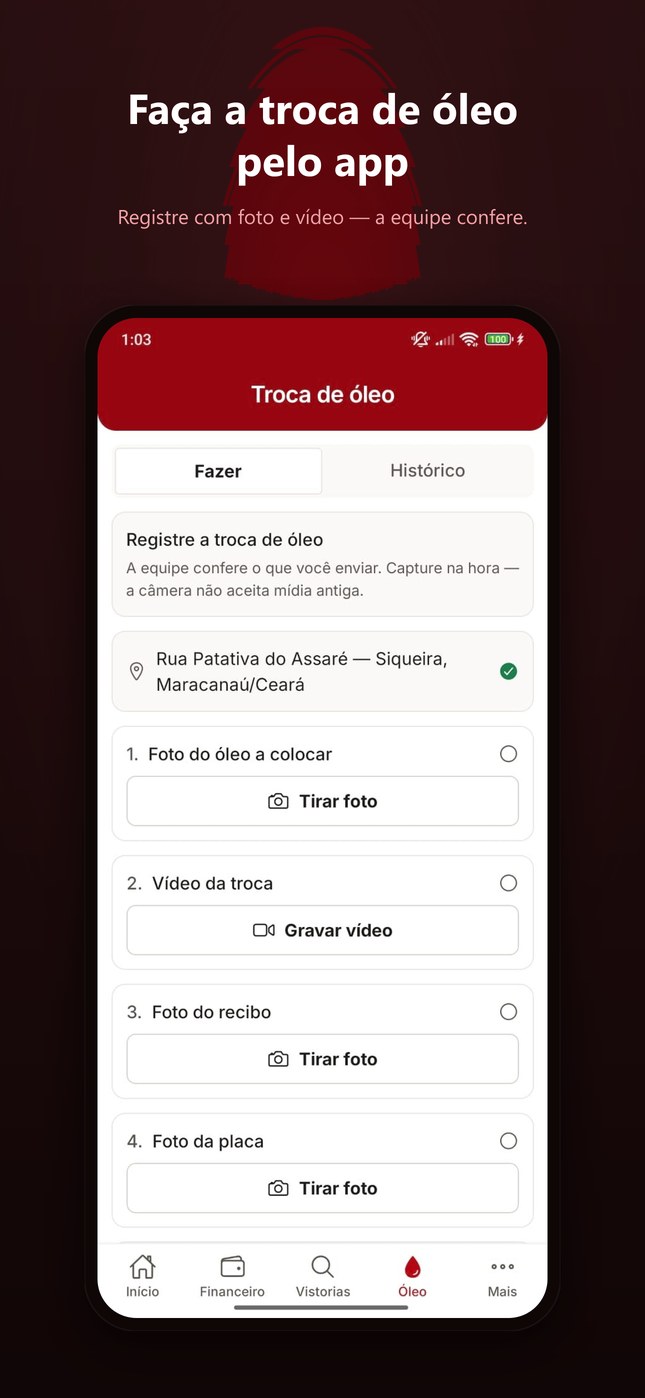 Faça a troca de óleo
pelo app
Registre com foto e vídeo — a equipe confere.
1:03
100
Troca de óleo
Fazer
Histórico
Registre a troca de óleo
A equipe confere o que você enviar. Capture na hora —
a câmera não aceita mídia antiga.
Rua Patativa do Assaré — Siqueira,
Maracanaú/Ceará
1. Foto do óleo a colocar
Tirar foto
2. Vídeo da troca
Gravar vídeo
3. Foto do recibo
Tirar foto
4. Foto da placa
Tirar foto
Início
Financeiro
Vistorias
Óleo
Mais